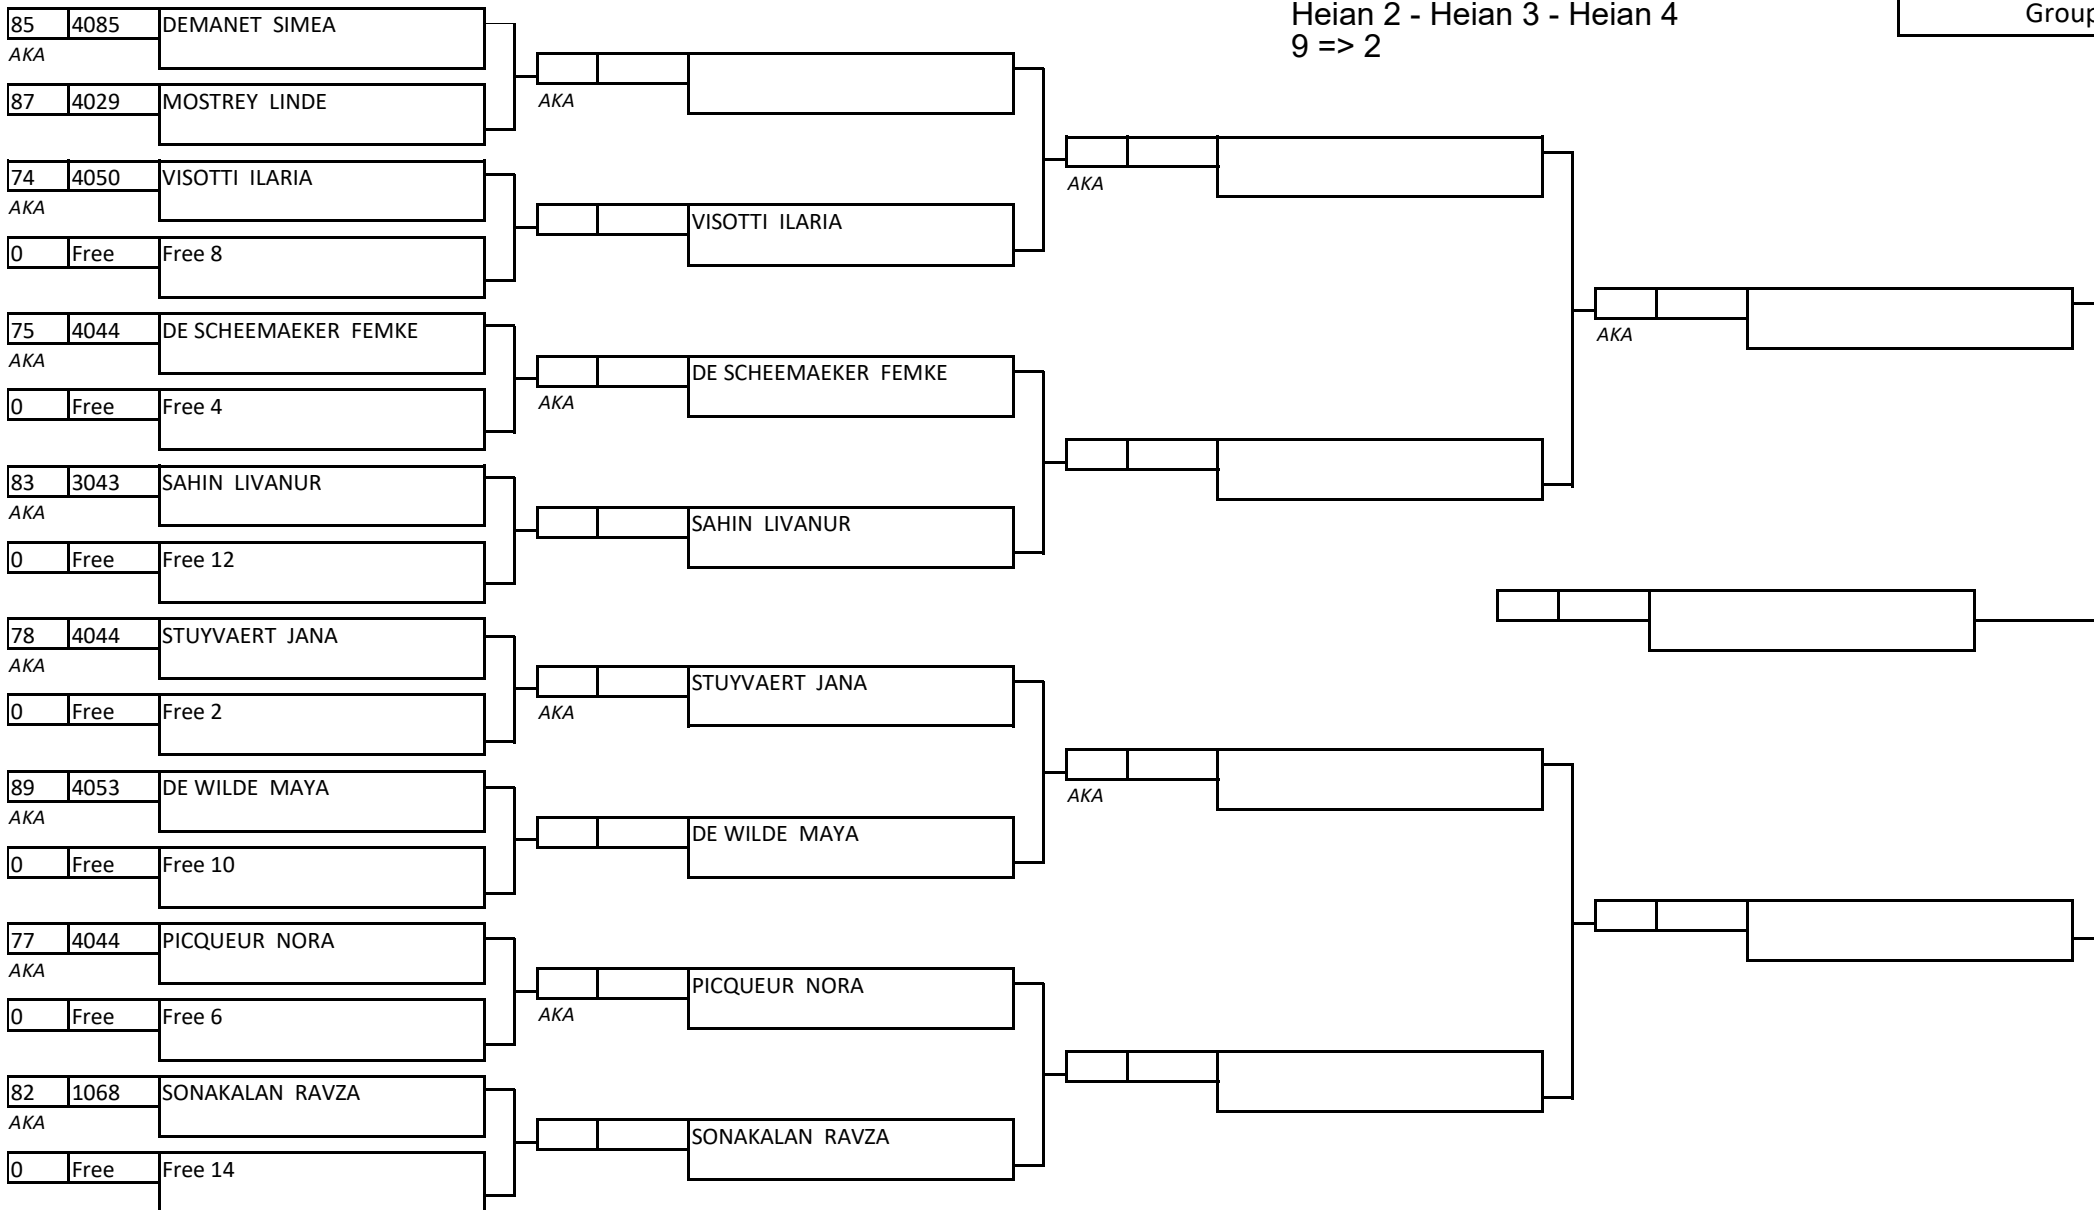 Heian 2 - Heian 3 - Heian 4
9 => 2
Group
85 4085 DEMANET SIMEA
AKA
87 4029 MOSTREY LINDE
74 4050 VISOTTI ILARIA
AKA
0 Free Free 8
75 4044 DE SCHEEMAEKER FEMKE
AKA
0 Free Free 4
83 3043 SAHIN LIVANUR
AKA
0 Free Free 12
78 4044 STUYVAERT JANA
AKA
0 Free Free 2
89 4053 DE WILDE MAYA
AKA
0 Free Free 10
77 4044 PICQUEUR NORA
AKA
0 Free Free 6
82 1068 SONAKALAN RAVZA
AKA
0 Free Free 14
AKA
VISOTTI ILARIA
DE SCHEEMAEKER FEMKE
AKA
SAHIN LIVANUR
STUYVAERT JANA
AKA
DE WILDE MAYA
PICQUEUR NORA
AKA
SONAKALAN RAVZA
AKA
AKA
AKA